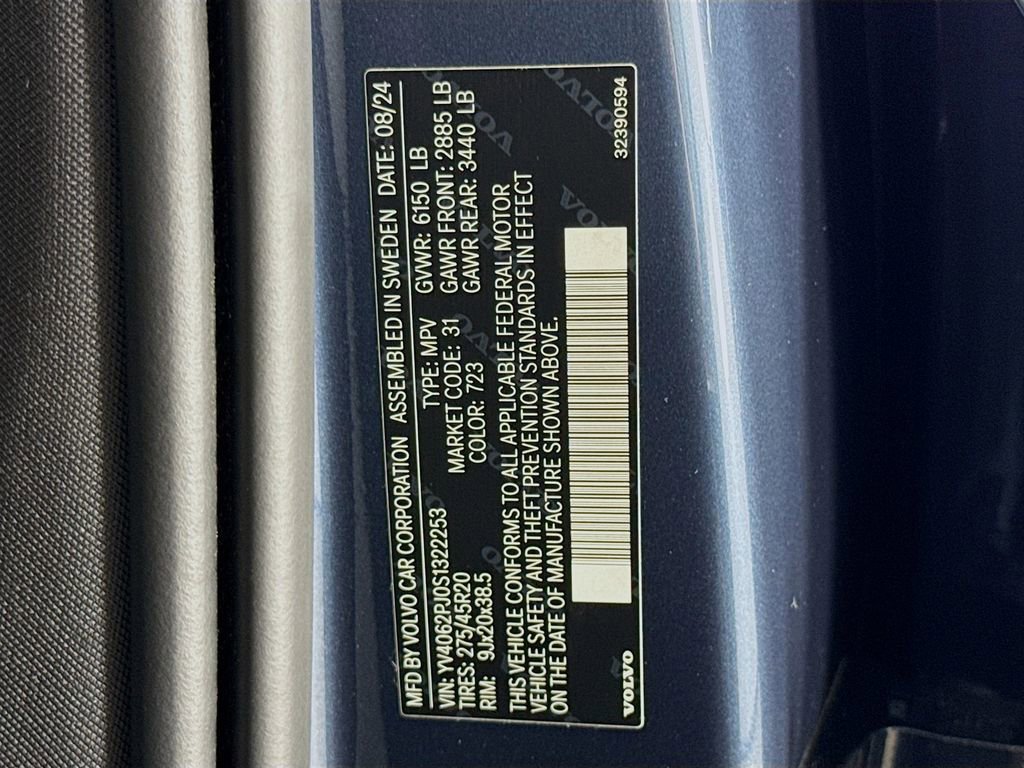 MFD BY VOLVO CAR CORPORATION ASSEMBLED IN SWEDEN DATE: 08/24
VIN: YV4062PJ0S1322253 TYPE: MPV GVWR: 6150 LB
TIRES: 275/45R20 MARKET CODE: 31 GAWR FRONT: 2885 LB
RIM: 9Jx20x38.5 COLOR: 723 GAWR REAR: 3440 LB
THIS VEHICLE CONFORMS TO ALL APPLICABLE FEDERAL MOTOR
VEHICLE SAFETY AND THEFT PREVENTION STANDARDS IN EFFECT
ON THE DATE OF MANUFACTURE SHOWN ABOVE.
VOLVO 32390594